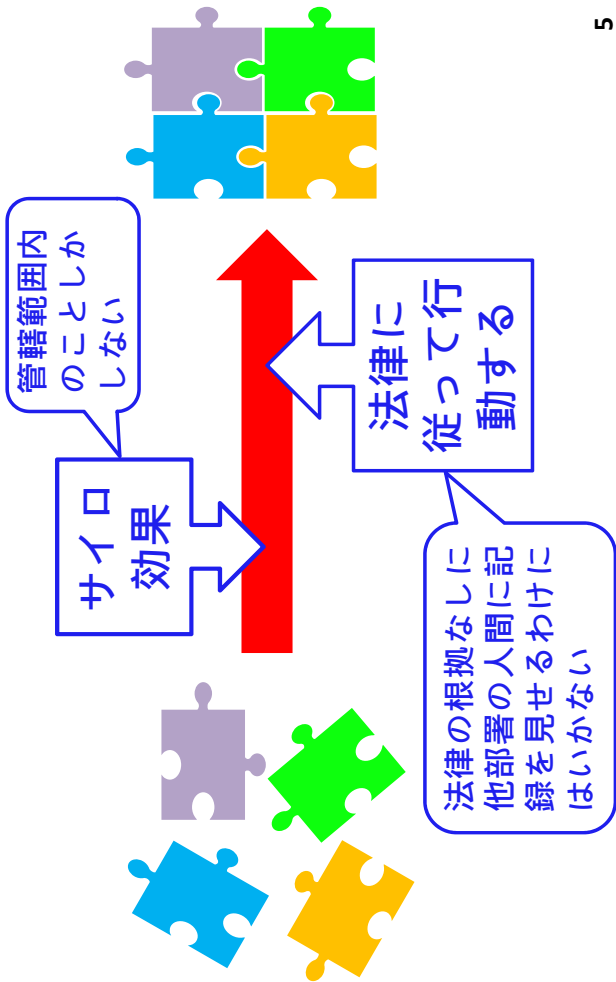 サイロ
効果
管轄範囲内
のことしか
しない
法律に
従って行
動する
法律の根拠なしに
他部署の人間に記
録を見せるわけに
はいかない
5